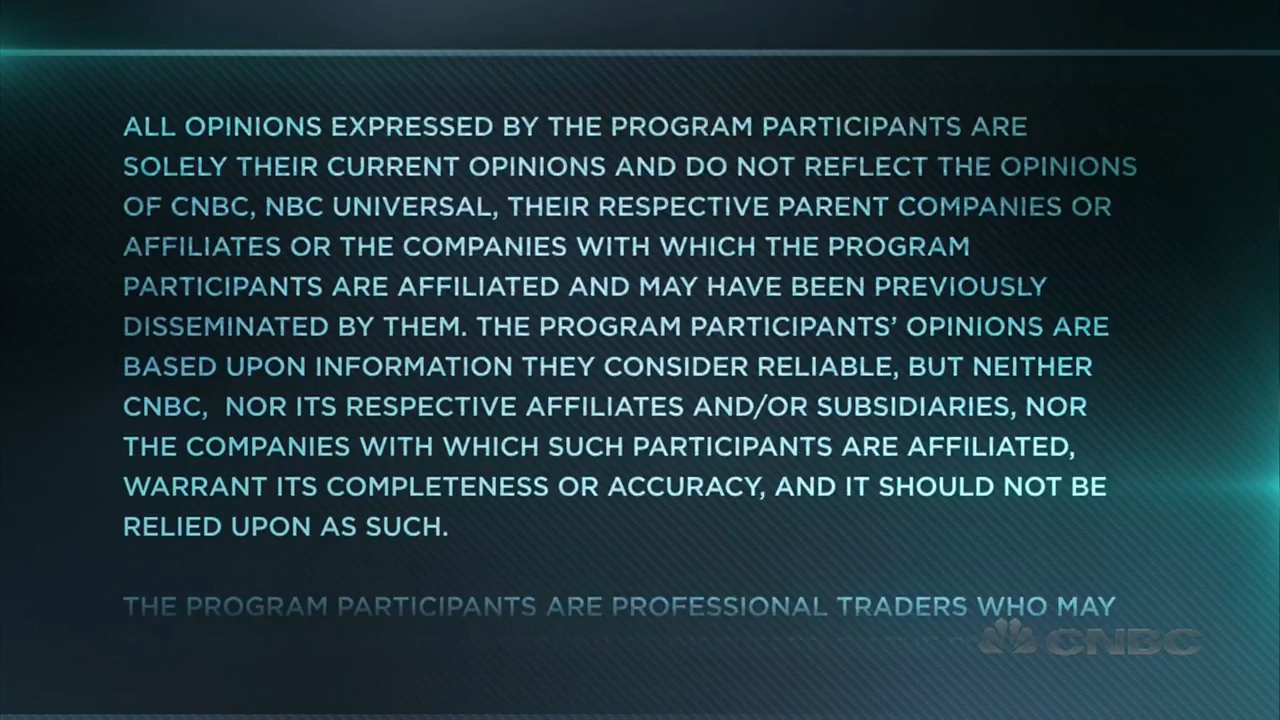 ALL OPINIONS EXPRESSED BY THE PROGRAM PARTICIPANTS ARE
SOLELY THEIR CURRENT OPINIONS AND DO NOT REFLECT THE OPINIONS
OF CNBC, NBC UNIVERSAL, THEIR RESPECTIVE PARENT COMPANIES OR
AFFILIATES OR THE COMPANIES WITH WHICH THE PROGRAM
PARTICIPANTS ARE AFFILIATED AND MAY HAVE BEEN PREVIOUSLY
DISSEMINATED BY THEM. THE PROGRAM PARTICIPANTS’ OPINIONS ARE
BASED UPON INFORMATION THEY CONSIDER RELIABLE, BUT NEITHER
CNBC,  NOR ITS RESPECTIVE AFFILIATES AND/OR SUBSIDIARIES, NOR
THE COMPANIES WITH WHICH SUCH PARTICIPANTS ARE AFFILIATED,
WARRANT ITS COMPLETENESS OR ACCURACY, AND IT SHOULD NOT BE
RELIED UPON AS SUCH.
THE PROGRAM PARTICIPANTS ARE PROFESSIONAL TRADERS WHO MAY
CNBC